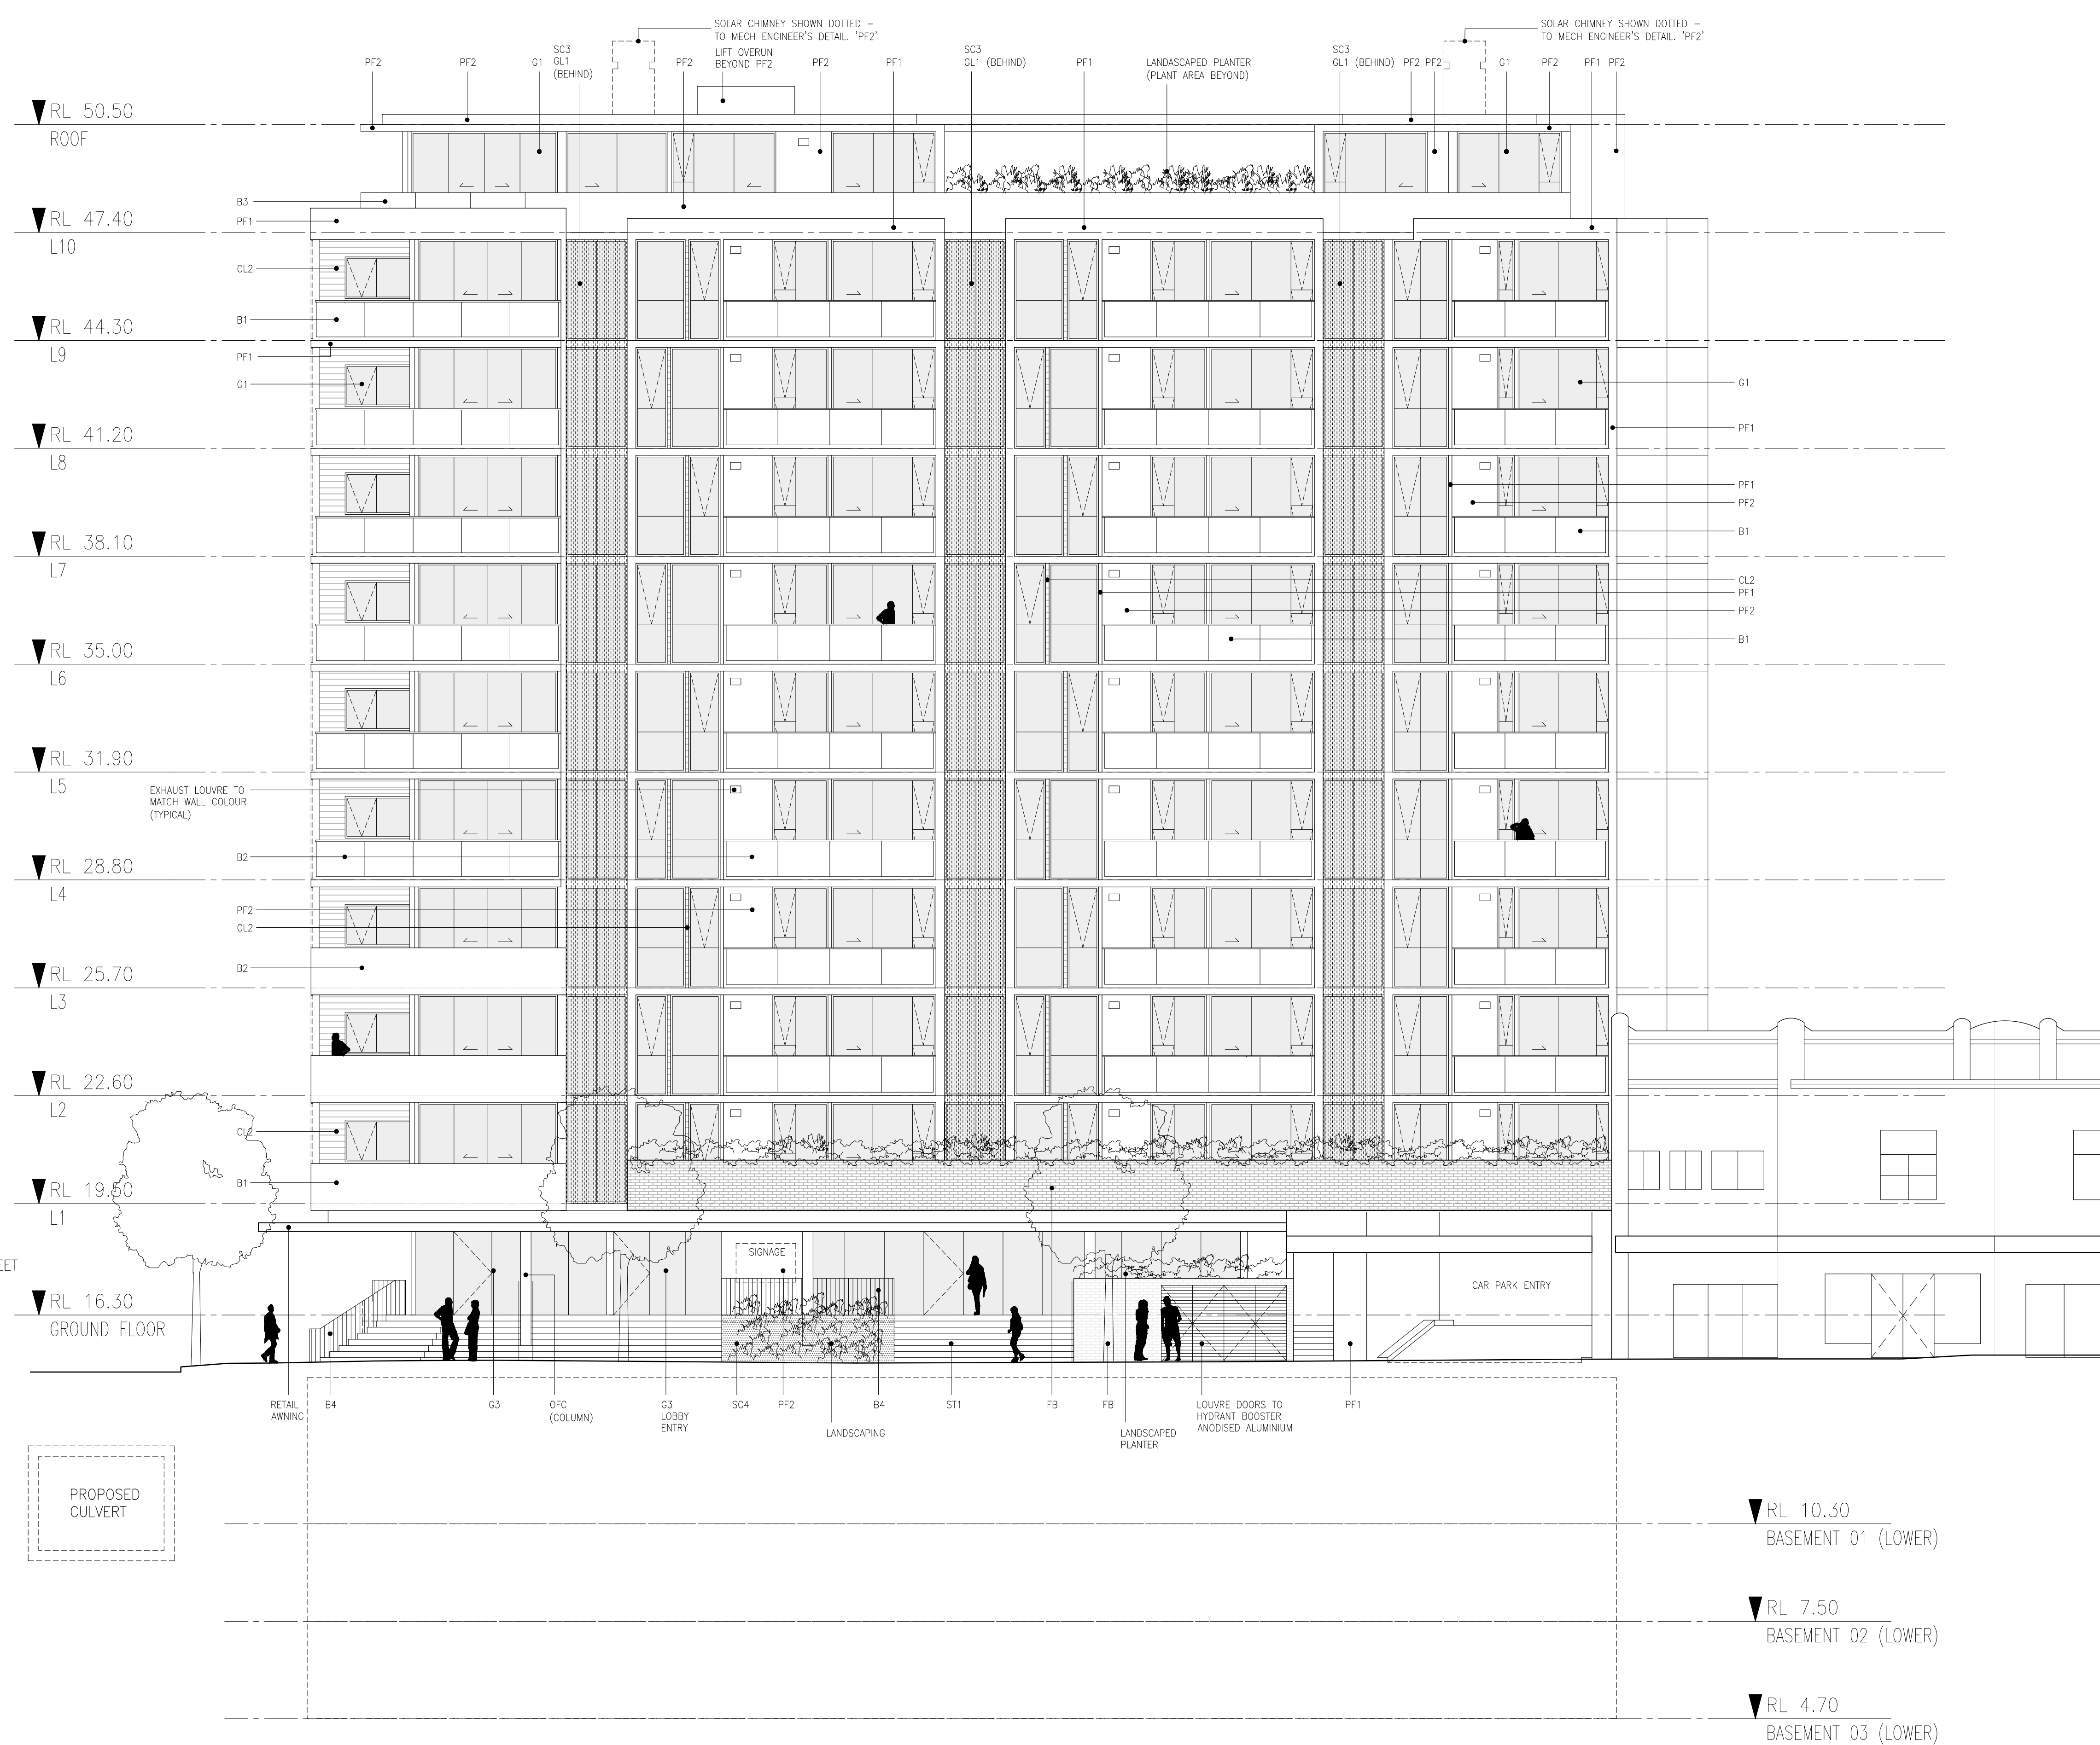 SOLAR CHIMNEY SHOWN DOTTED –
TO MECH ENGINEER'S DETAIL. 'PF2'
SOLAR CHIMNEY SHOWN DOTTED –
TO MECH ENGINEER'S DETAIL. 'PF2'
PF2
PF2
G1
SC3
GL1
(BEHIND)
PF2
LIFT OVERUN
BEYOND PF2
PF2
PF1
SC3
GL1 (BEHIND)
PF1
LANDASCAPED PLANTER
(PLANT AREA BEYOND)
SC3
GL1 (BEHIND)
PF2
PF2
G1
PF2
PF1
PF2
RL 50.50
ROOF
B3
PF1
RL 47.40
L10
CL2
B1
RL 44.30
L9
PF1
G1
G1
PF1
RL 41.20
L8
PF1
PF2
B1
RL 38.10
L7
CL2
PF1
PF2
B1
RL 35.00
L6
RL 31.90
L5
EXHAUST LOUVRE TO
MATCH WALL COLOUR
(TYPICAL)
B2
RL 28.80
L4
PF2
CL2
B2
RL 25.70
L3
RL 22.60
L2
CL2
B1
RL 19.50
L1
EET
SIGNAGE
CAR PARK ENTRY
RL 16.30
GROUND FLOOR
RETAIL
AWNING
B4
G3
OFC
(COLUMN)
G3
LOBBY
ENTRY
SC4
PF2
LANDSCAPING
B4
ST1
FB
FB
LANDSCAPED
PLANTER
LOUVRE DOORS TO
HYDRANT BOOSTER
ANODISED ALUMINIUM
PF1
PROPOSED
CULVERT
RL 10.30
BASEMENT 01 (LOWER)
RL 7.50
BASEMENT 02 (LOWER)
RL 4.70
BASEMENT 03 (LOWER)